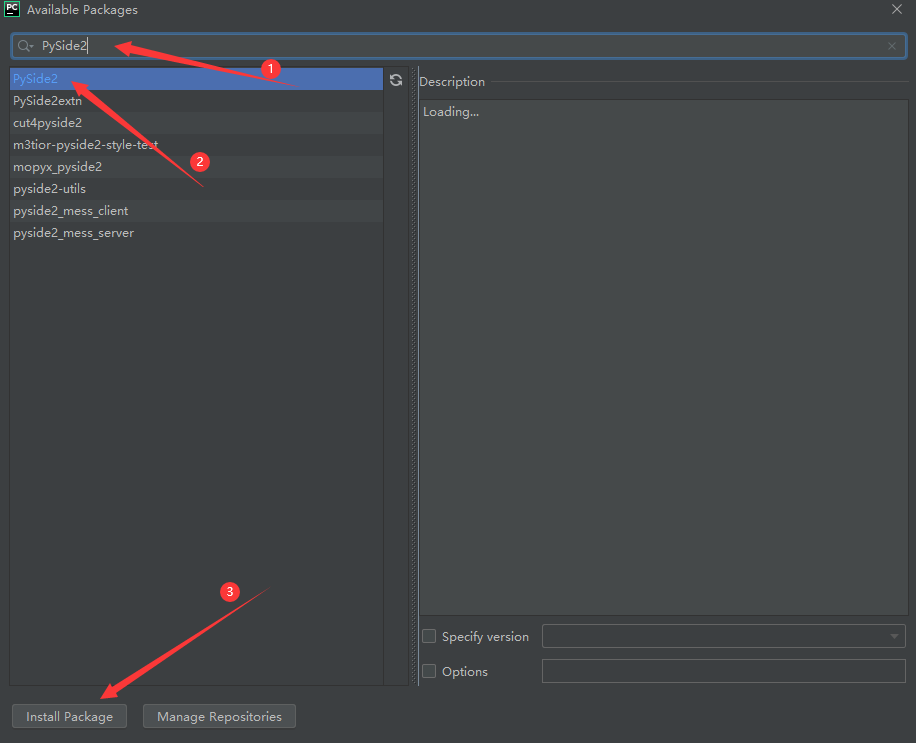 PC Available Packages
PySide2
1
PySide2
PySide2extn
cut4pyside2
m3tior-pyside2-style-test
mopyx_pyside2
pyside2-utils
pyside2_mess_client
pyside2_mess_server
2
Description
Loading...
3
Specify version
Options
Install Package
Manage Repositories